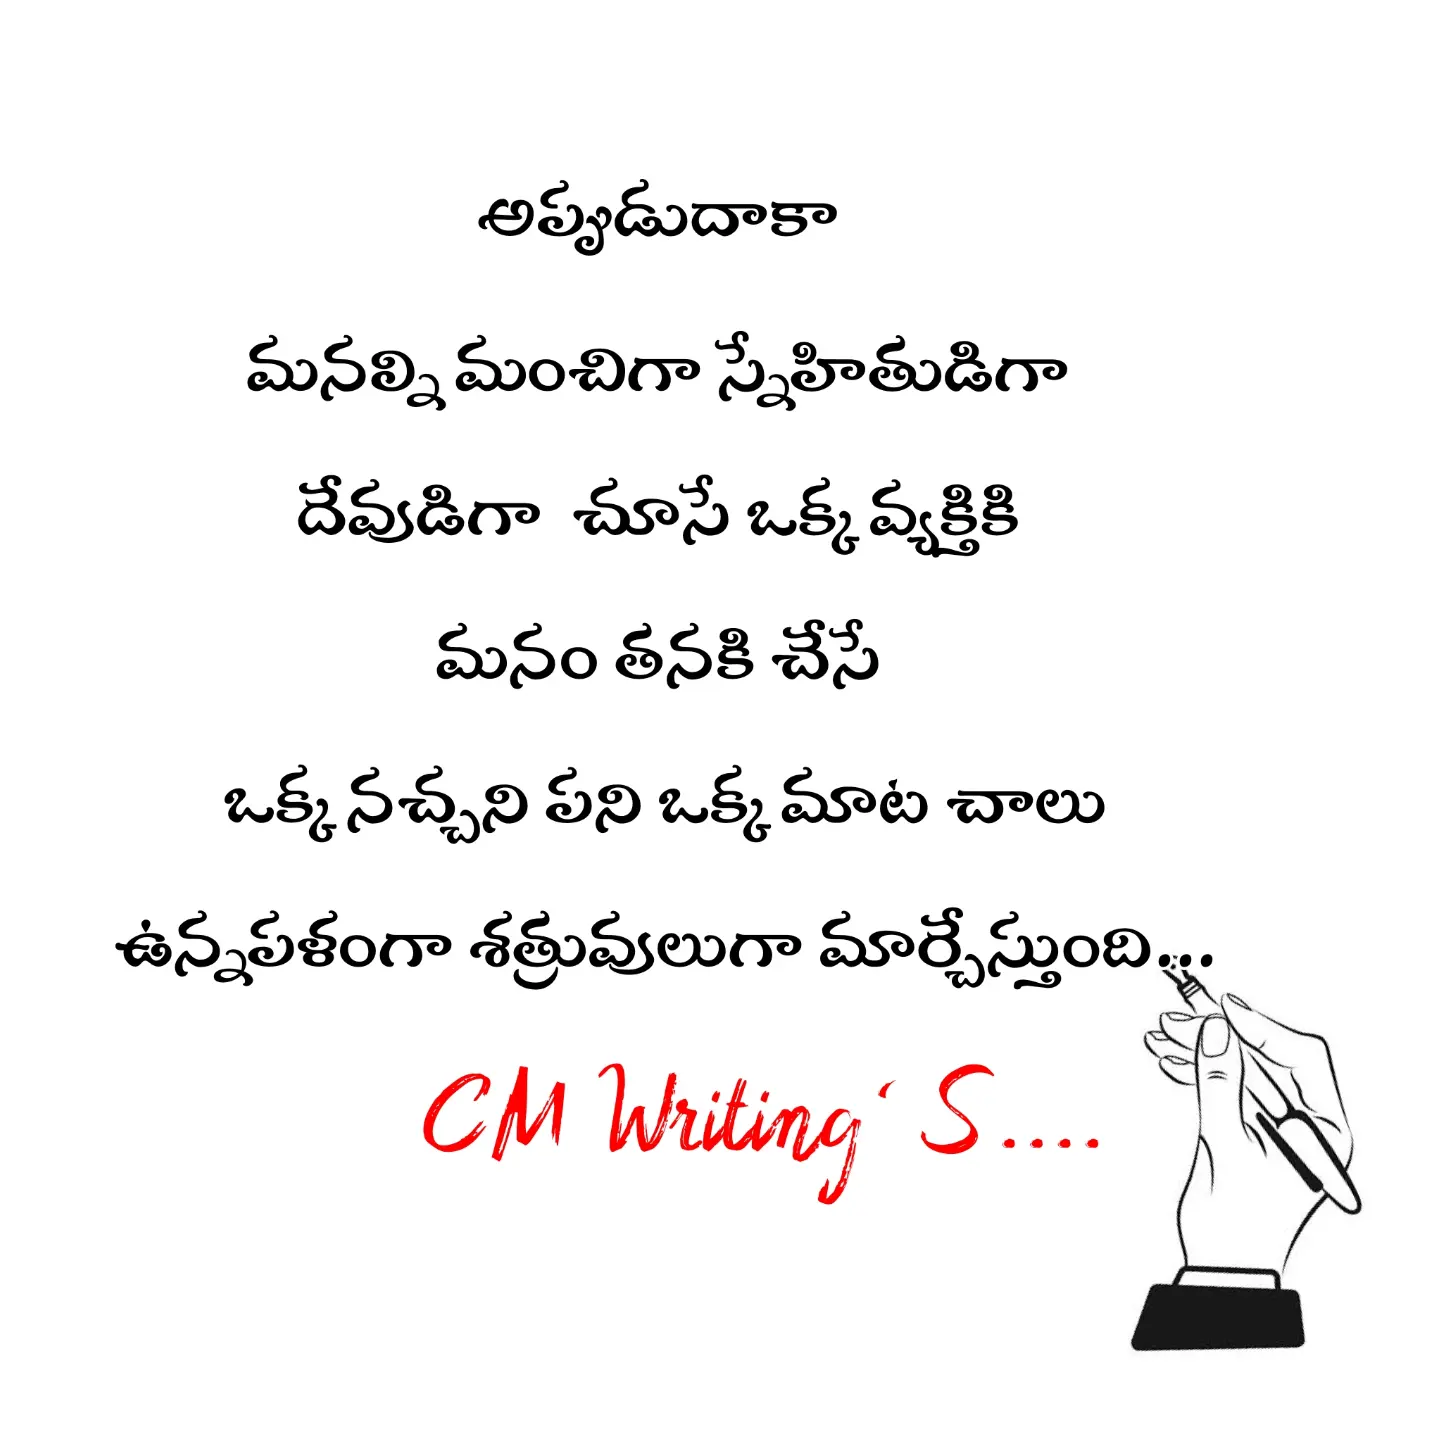 అప్పుడుదాకా
మనల్ని మంచిగా స్నేహితుడిగా
దేవుడిగా చూసే ఒక్క వ్యక్తికి
మనం తనకి చేసే
ఒక్క నచ్చని పని ఒక్క మాట చాలు
ఉన్నపళంగా శత్రువులుగా మార్చేస్తుంది...
CM Writing' S....